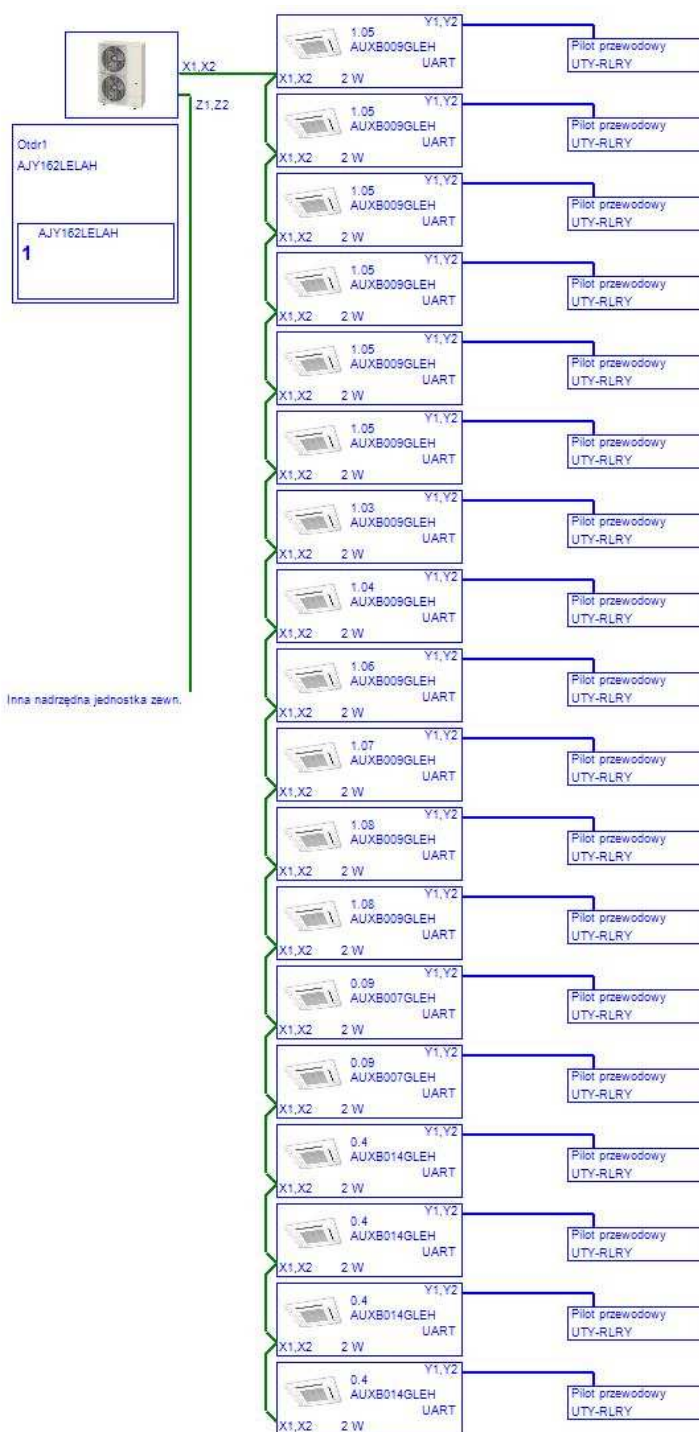 X1,X2
Z1,Z2
Otdr1
AJY162LELAH
AJY162LELAH
1
Inna nadrzędna jednostka zewn.
Y1,Y2
1.05
AUXB009GLEH
UART
X1,X2 2 W
Pilot przewodowy
UTY-RLRY
Y1,Y2
1.05
AUXB009GLEH
UART
X1,X2 2 W
Pilot przewodowy
UTY-RLRY
Y1,Y2
1.05
AUXB009GLEH
UART
X1,X2 2 W
Pilot przewodowy
UTY-RLRY
Y1,Y2
1.05
AUXB009GLEH
UART
X1,X2 2 W
Pilot przewodowy
UTY-RLRY
Y1,Y2
1.05
AUXB009GLEH
UART
X1,X2 2 W
Pilot przewodowy
UTY-RLRY
Y1,Y2
1.05
AUXB009GLEH
UART
X1,X2 2 W
Pilot przewodowy
UTY-RLRY
Y1,Y2
1.03
AUXB009GLEH
UART
X1,X2 2 W
Pilot przewodowy
UTY-RLRY
Y1,Y2
1.04
AUXB009GLEH
UART
X1,X2 2 W
Pilot przewodowy
UTY-RLRY
Y1,Y2
1.06
AUXB009GLEH
UART
X1,X2 2 W
Pilot przewodowy
UTY-RLRY
Y1,Y2
1.07
AUXB009GLEH
UART
X1,X2 2 W
Pilot przewodowy
UTY-RLRY
Y1,Y2
1.08
AUXB009GLEH
UART
X1,X2 2 W
Pilot przewodowy
UTY-RLRY
Y1,Y2
1.08
AUXB009GLEH
UART
X1,X2 2 W
Pilot przewodowy
UTY-RLRY
Y1,Y2
0.09
AUXB007GLEH
UART
X1,X2 2 W
Pilot przewodowy
UTY-RLRY
Y1,Y2
0.09
AUXB007GLEH
UART
X1,X2 2 W
Pilot przewodowy
UTY-RLRY
Y1,Y2
0.4
AUXB014GLEH
UART
X1,X2 2 W
Pilot przewodowy
UTY-RLRY
Y1,Y2
0.4
AUXB014GLEH
UART
X1,X2 2 W
Pilot przewodowy
UTY-RLRY
Y1,Y2
0.4
AUXB014GLEH
UART
X1,X2 2 W
Pilot przewodowy
UTY-RLRY
Y1,Y2
0.4
AUXB014GLEH
UART
X1,X2 2 W
Pilot przewodowy
UTY-RLRY